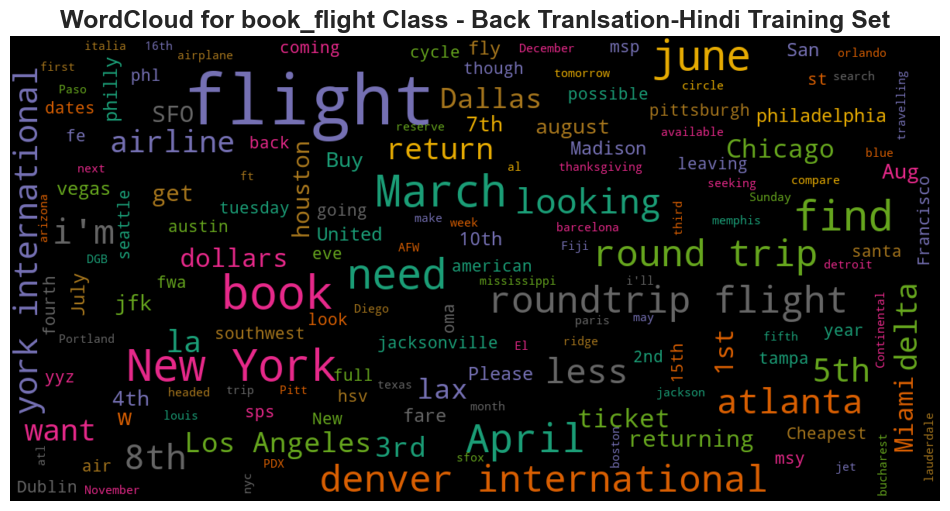 WordCloud for book_flight Class - Back Tranlsation-Hindi Training Set
italia 16th airplane coming cycle fly December msp june San orlando
first Paso philly phl though tomorrow circle st search
dates SFO flight Dallas possible pittsburgh philadelphia travelling
fe airline back reserve 7th august available
next Buy return al Madison thanksgiving leaving Chicago blue
york international vegas get ft houston March looking seeking compare Aug
arizona i'm seattle tuesday going make week barcelona third Sunday memphis find Francisco
austin United 10th Fiji santa
DGB dollars eve AFW american round trip detroit
July fwa need mississippi i'll
fourth jfk book Diego roundtrip flight delta
look oma paris may Continental
Portland la southwest ridge fifth year
New York jacksonville El 2nd 15th 1st tampa
yyz full Please less 5th
headed trip Pitt texas lax jackson
4th hsv month atlanta Miami
want W louis sps New fare ticket
Los Angeles 3rd April boston returning Cheapest lauderdale
atl 8th air PDX sfox msy jet
Dublin November nyc denver international bucharest